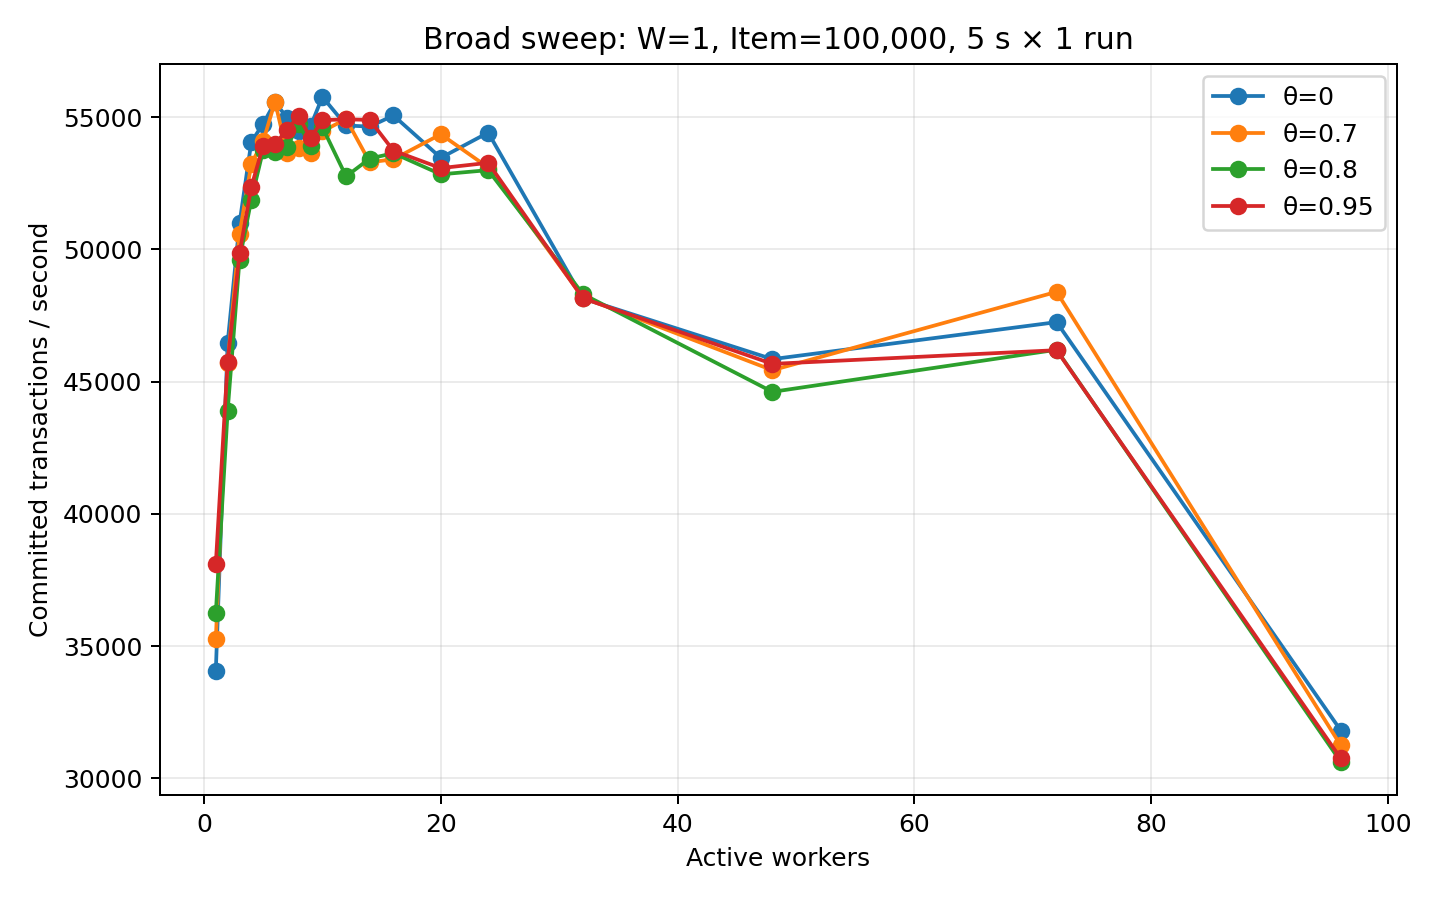 Broad sweep: W=1, Item=100,000, 5 s × 1 run
θ=0
θ=0.7
θ=0.8
θ=0.95
Committed transactions / second
55000
50000
45000
40000
35000
30000
0 20 40 60 80 100
Active workers